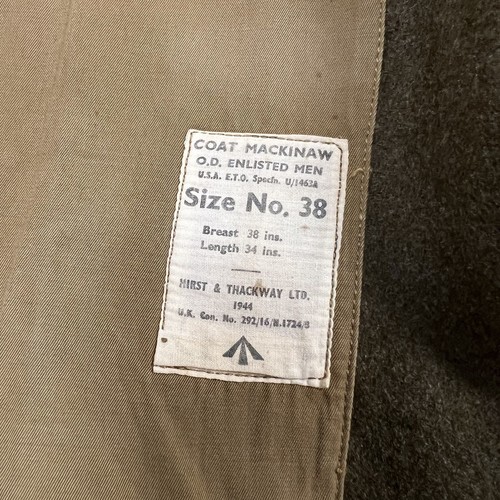 COAT MACKINAW
O.D. ENLISTED MEN
U.S.A. E.T.O. Specfn. U/1463A
Size No. 38
Breast 38 ins.
Length 34 ins.
HIRST & THACKWAY LTD.
1944
U.K. Con. No. 292/16/N.1724/B